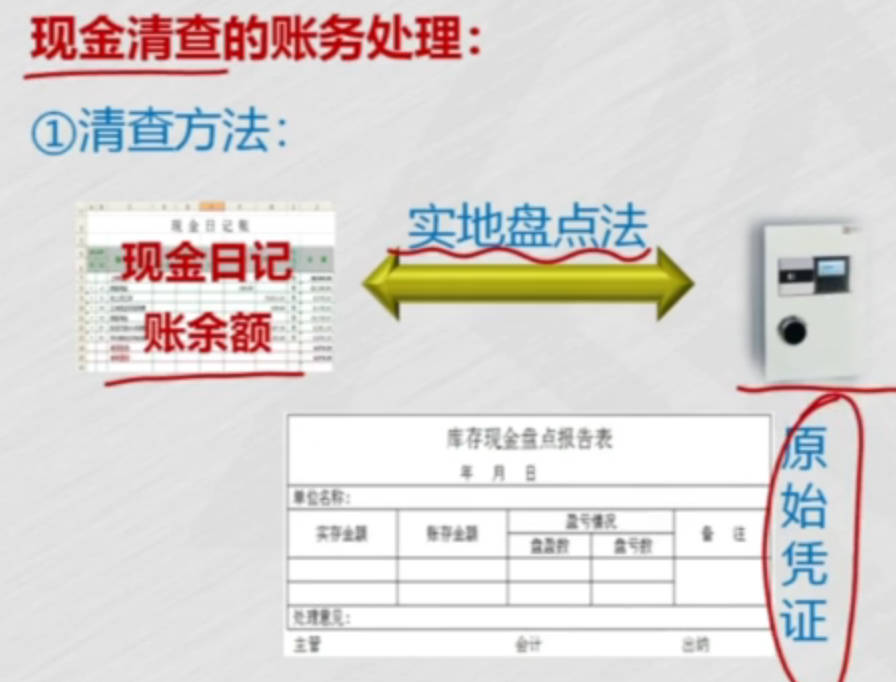 现金清查的账务处理：
①清查方法：
实地盘点法
现金日记账
现金日记
账余额
库存现金盘点报告表
年 月 日
单位名称：
实存金额 账存金额 盈亏情况 备 注
盘盈数 盘亏数
处理意见：
主管 会计 出纳
原始凭证